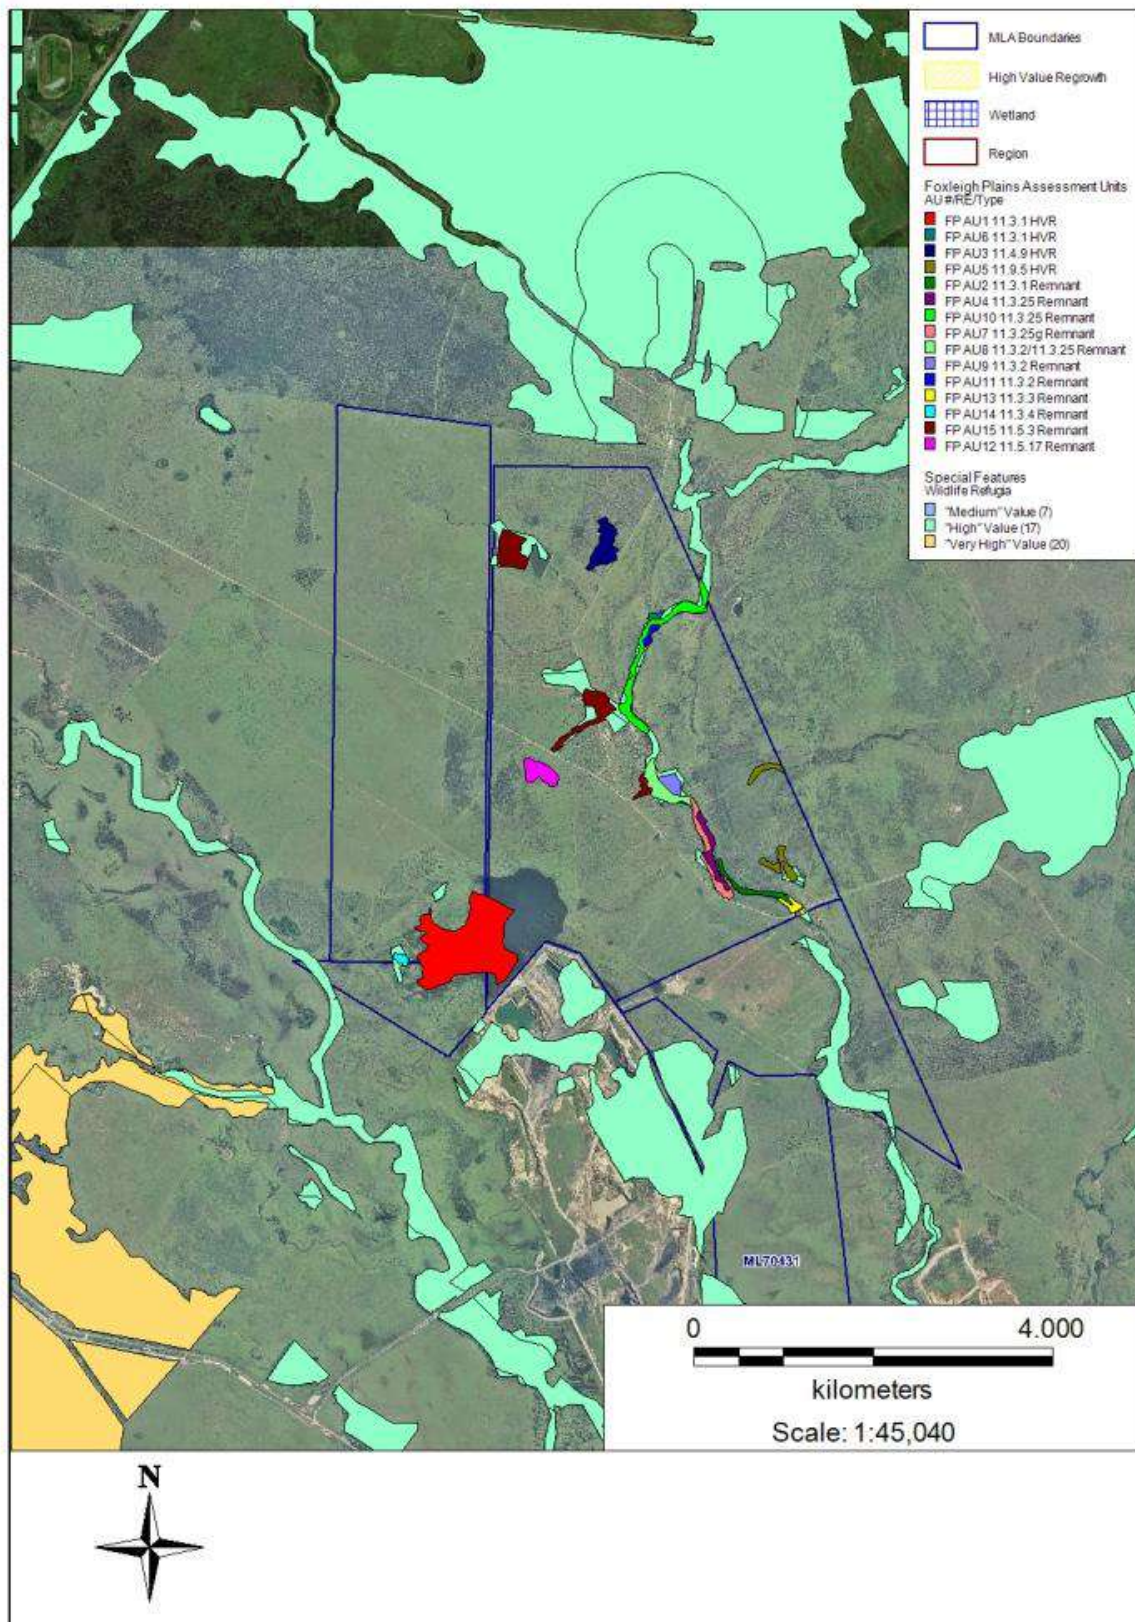 MLA Boundaries
High Value Regrowth
Wetland
Region
Foxleigh Plains Assessment Units
AU #/RE/Type
FP AU1 11.3.1 HVR
FP AU6 11.3.1 HVR
FP AU3 11.4.9 HVR
FP AU5 11.9.5 HVR
FP AU2 11.3.1 Remnant
FP AU4 11.3.25 Remnant
FP AU10 11.3.25 Remnant
FP AU7 11.3.25g Remnant
FP AU8 11.3.2/11.3.25 Remnant
FP AU9 11.3.2 Remnant
FP AU11 11.3.2 Remnant
FP AU13 11.3.3 Remnant
FP AU14 11.3.4 Remnant
FP AU15 11.5.3 Remnant
FP AU12 11.5.17 Remnant
Special Features
Wildlife Refugia
"Medium" Value (7)
"High" Value (17)
"Very High" Value (20)
ML70431
0 4.000
kilometers
Scale: 1:45,040
N